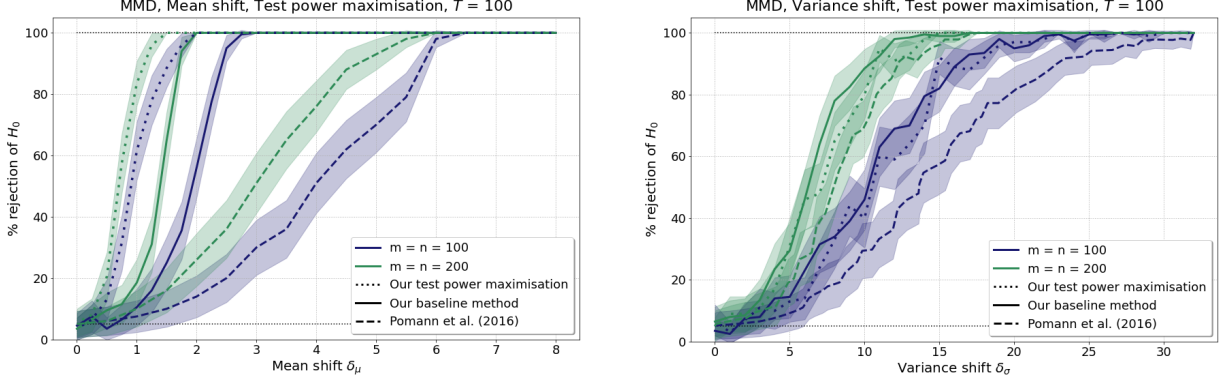 MMD, Mean shift, Test power maximisation, T = 100
% rejection of H0
100
80
60
40
20
0
0
1
2
3
4
5
6
7
8
Mean shift δμ
m = n = 100
m = n = 200
Our test power maximisation
Our baseline method
Pomann et al. (2016)
MMD, Variance shift, Test power maximisation, T = 100
% rejection of H0
100
80
60
40
20
0
0
5
10
15
20
25
30
Variance shift δσ
m = n = 100
m = n = 200
Our test power maximisation
Our baseline method
Pomann et al. (2016)